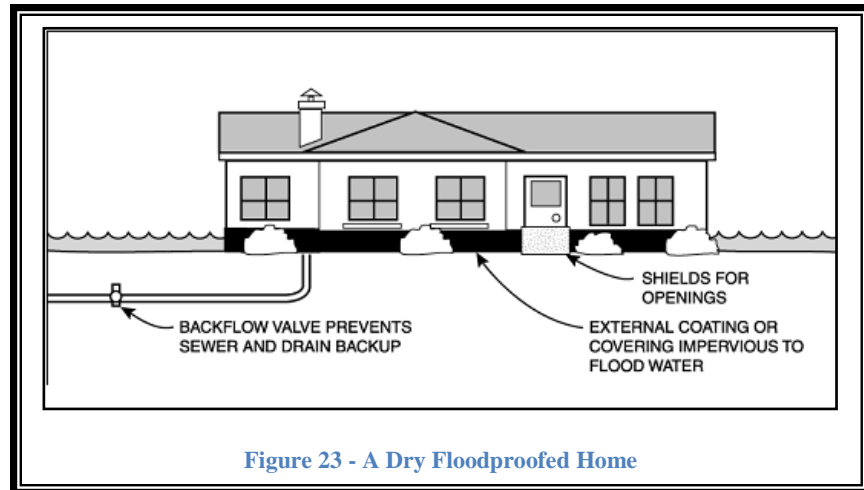 SHIELDS FOR
OPENINGS
BACKFLOW VALVE PREVENTS
SEWER AND DRAIN BACKUP
EXTERNAL COATING OR
COVERING IMPERVIOUS TO
FLOOD WATER
Figure 23 - A Dry Floodproofed Home